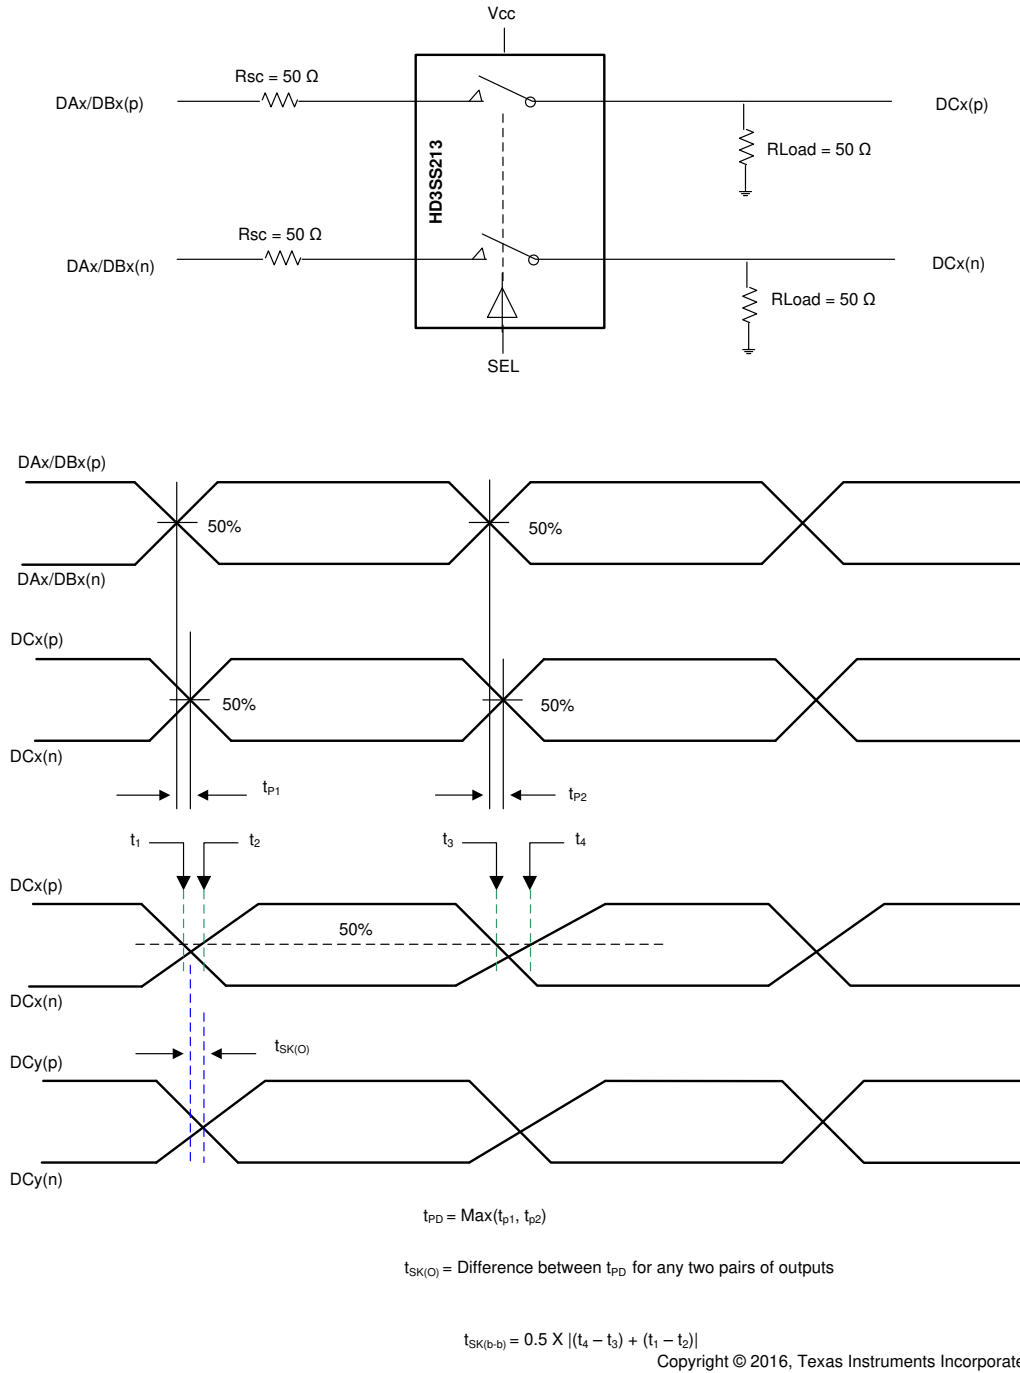 Vcc
Rsc = 50 Ω
DAx/DBx(p)
DCx(p)
RLoad = 50 Ω
HD3SS213
Rsc = 50 Ω
DAx/DBx(n)
DCx(n)
RLoad = 50 Ω
SEL
DAx/DBx(p)
50%
50%
DAx/DBx(n)
DCx(p)
50%
50%
DCx(n)
tP1
tP2
t1
t2
t3
t4
DCx(p)
50%
DCx(n)
tSK(O)
DCy(p)
DCy(n)
tPD = Max(tp1, tp2)
tSK(O) = Difference between tPD for any two pairs of outputs
tSK(b-b) = 0.5 X |(t4 – t3) + (t1 – t2)|
Copyright © 2016, Texas Instruments Incorporate